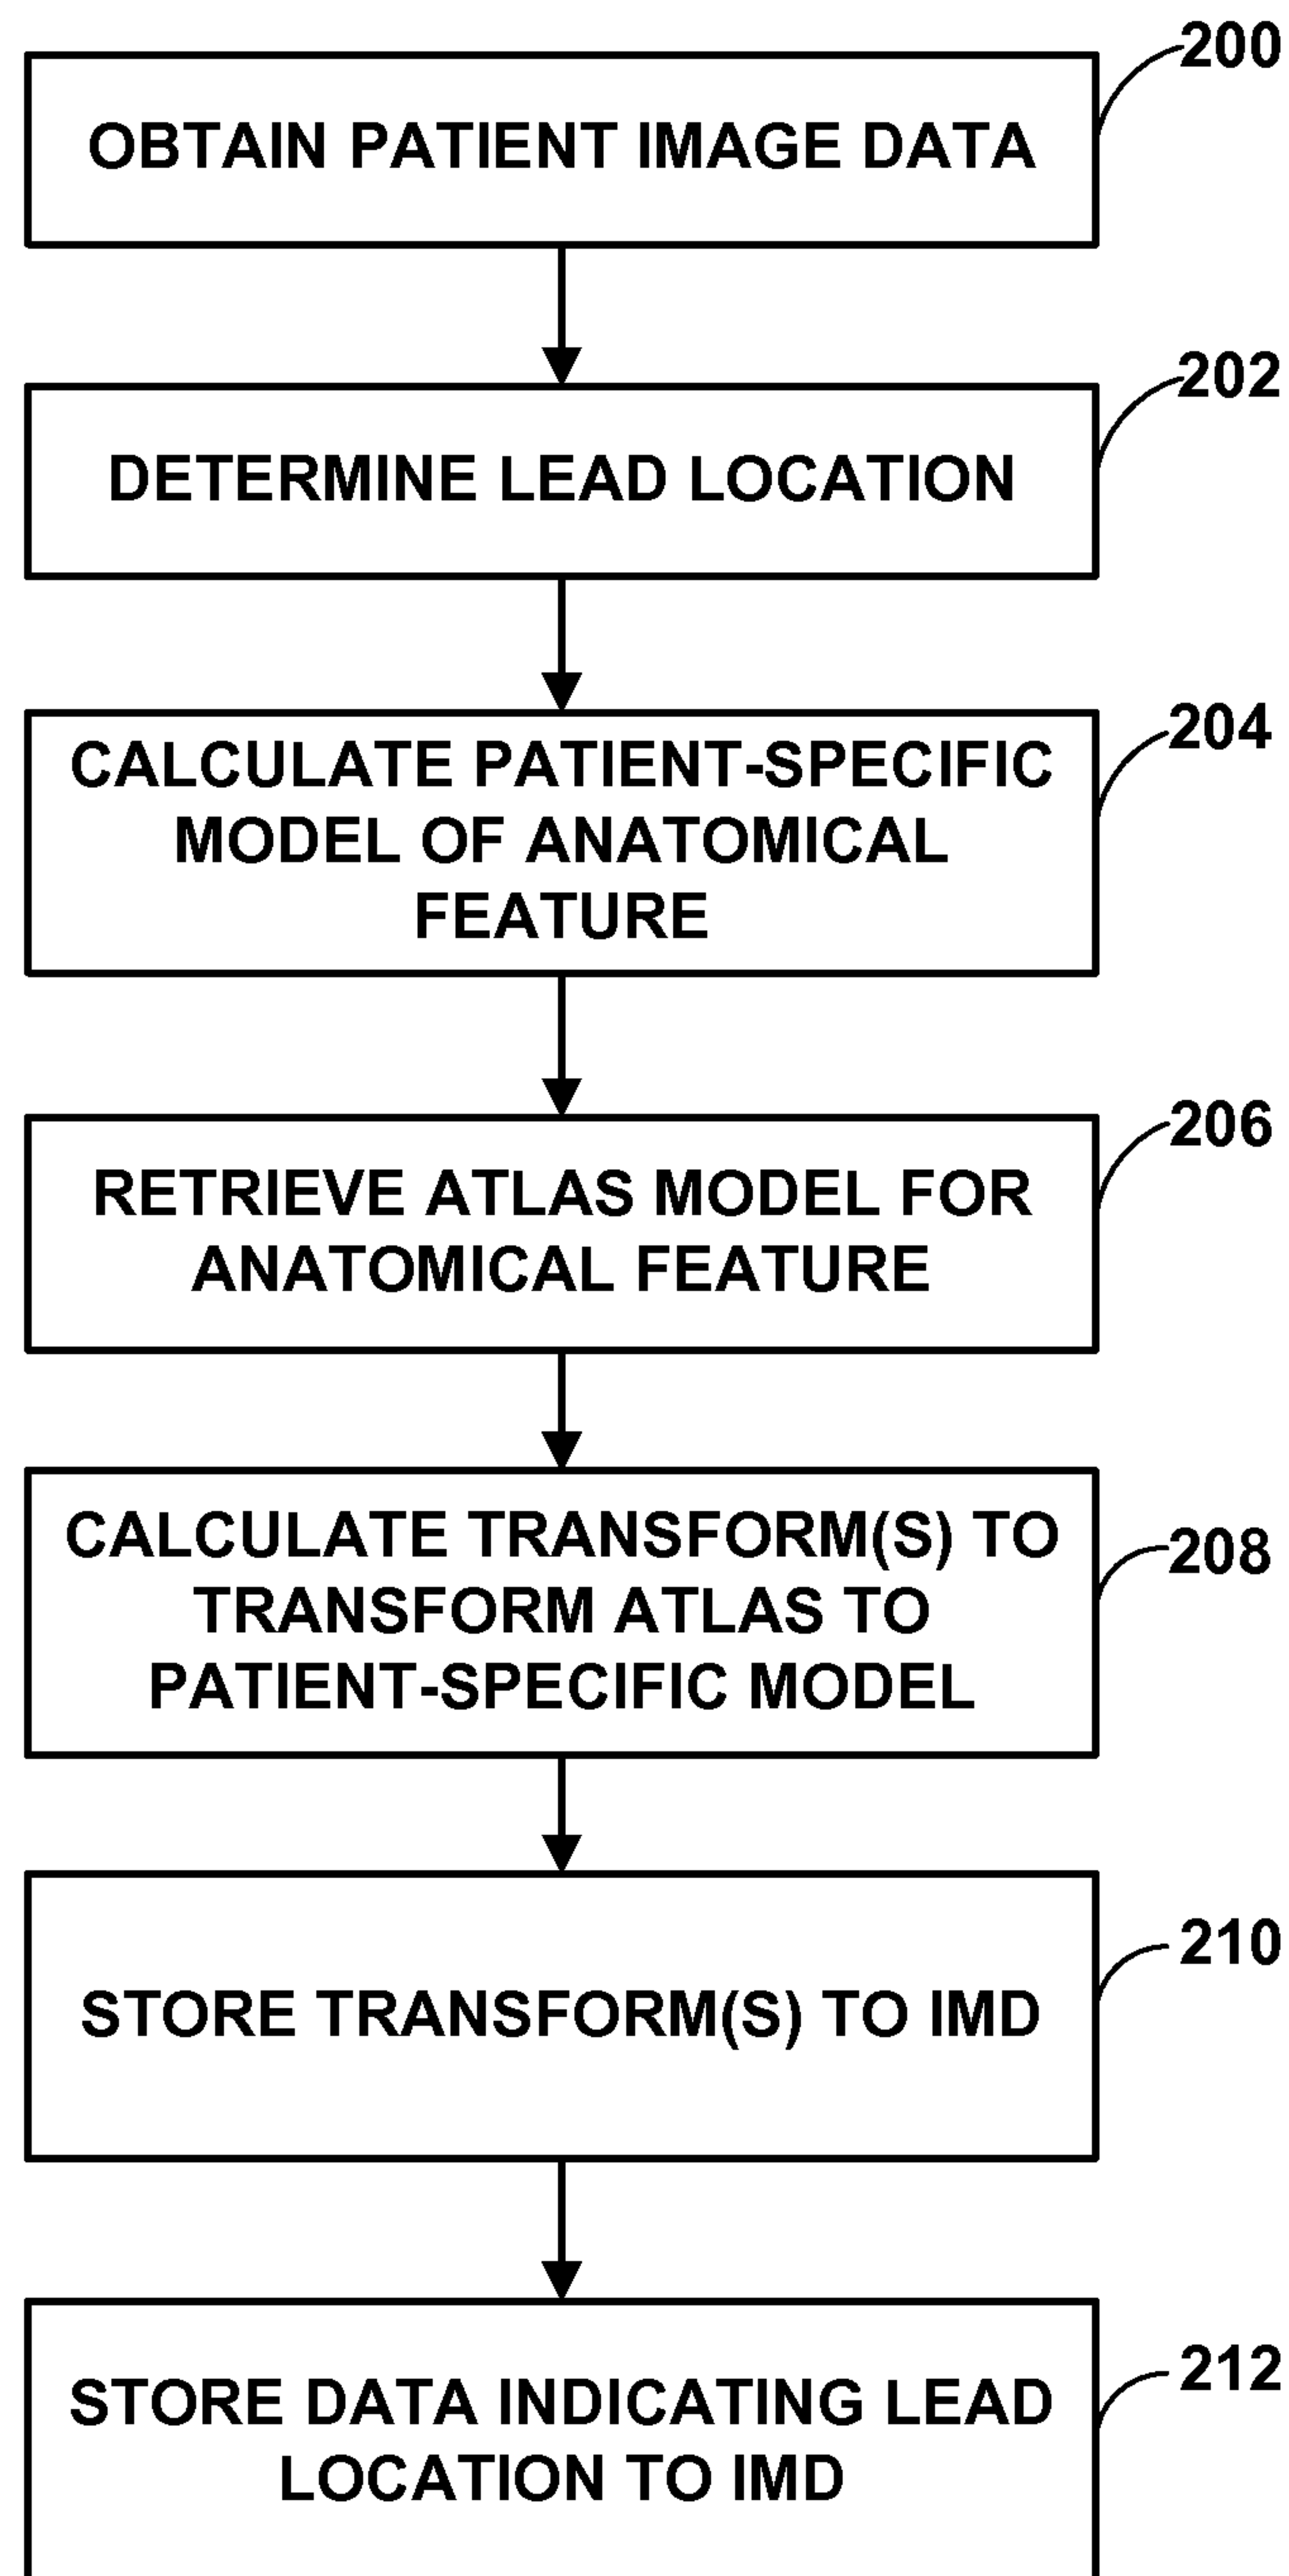 200
OBTAIN PATIENT IMAGE DATA
202
DETERMINE LEAD LOCATION
204
CALCULATE PATIENT-SPECIFIC
MODEL OF ANATOMICAL
FEATURE
206
RETRIEVE ATLAS MODEL FOR
ANATOMICAL FEATURE
208
CALCULATE TRANSFORM(S) TO
TRANSFORM ATLAS TO
PATIENT-SPECIFIC MODEL
210
STORE TRANSFORM(S) TO IMD
212
STORE DATA INDICATING LEAD
LOCATION TO IMD